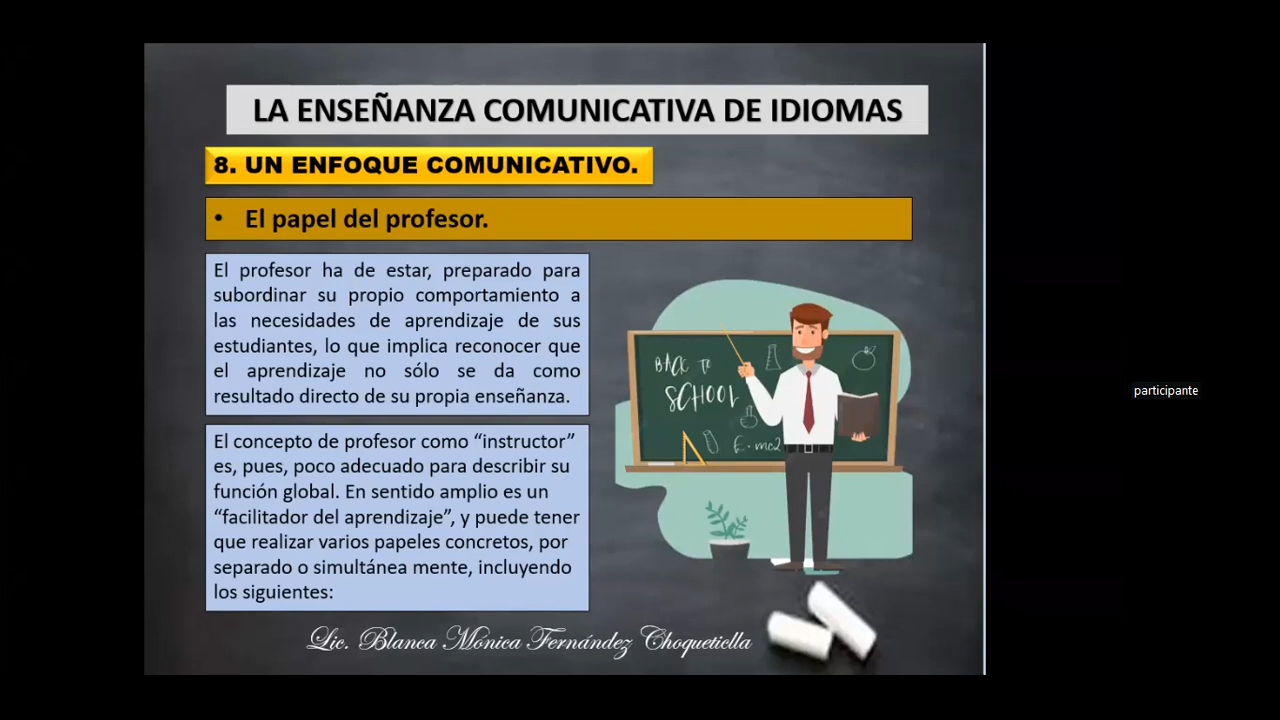 LA ENSEÑANZA COMUNICATIVA DE IDIOMAS
8. UN ENFOQUE COMUNICATIVO.
• El papel del profesor.
El profesor ha de estar, preparado para
subordinar su propio comportamiento a
las necesidades de aprendizaje de sus
estudiantes, lo que implica reconocer que
el aprendizaje no sólo se da como
resultado directo de su propia enseñanza.
El concepto de profesor como “instructor”
es, pues, poco adecuado para describir su
función global. En sentido amplio es un
“facilitador del aprendizaje”, y puede tener
que realizar varios papeles concretos, por
separado o simultánea mente, incluyendo
los siguientes:
BACK TO
SCHOOL
E - mc2
Lic. Blanca Mónica Fernández Choqueticlla
participante